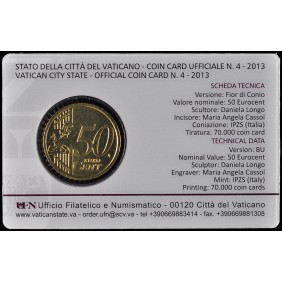 STATO DELLA CITTÀ DEL VATICANO - COIN CARD UFFICIALE N. 4 - 2013
VATICAN CITY STATE - OFFICIAL COIN CARD N. 4 - 2013
SCHEDA TECNICA
Versione: Fior di Conio
Valore nominale: 50 Eurocent
Scultore: Daniela Longo
Incisore: Maria Angela Cassol
Coniazione: IPZS (Italia)
Tiratura: 70.000 coin card
TECHNICAL DATA
Version: BU
Nominal Value: 50 Eurocent
Sculptor: Daniela Longo
Engraver: Maria Angela Cassol
Mint: IPZS (Italy)
Printing: 70.000 coin cards
50
EURO
CENT
UFN Ufficio Filatelico e Numismatico - 00120 Città del Vaticano
www.vaticanstate.va - order.ufn@scv.va - tel +390669883414 - fax +390669881308